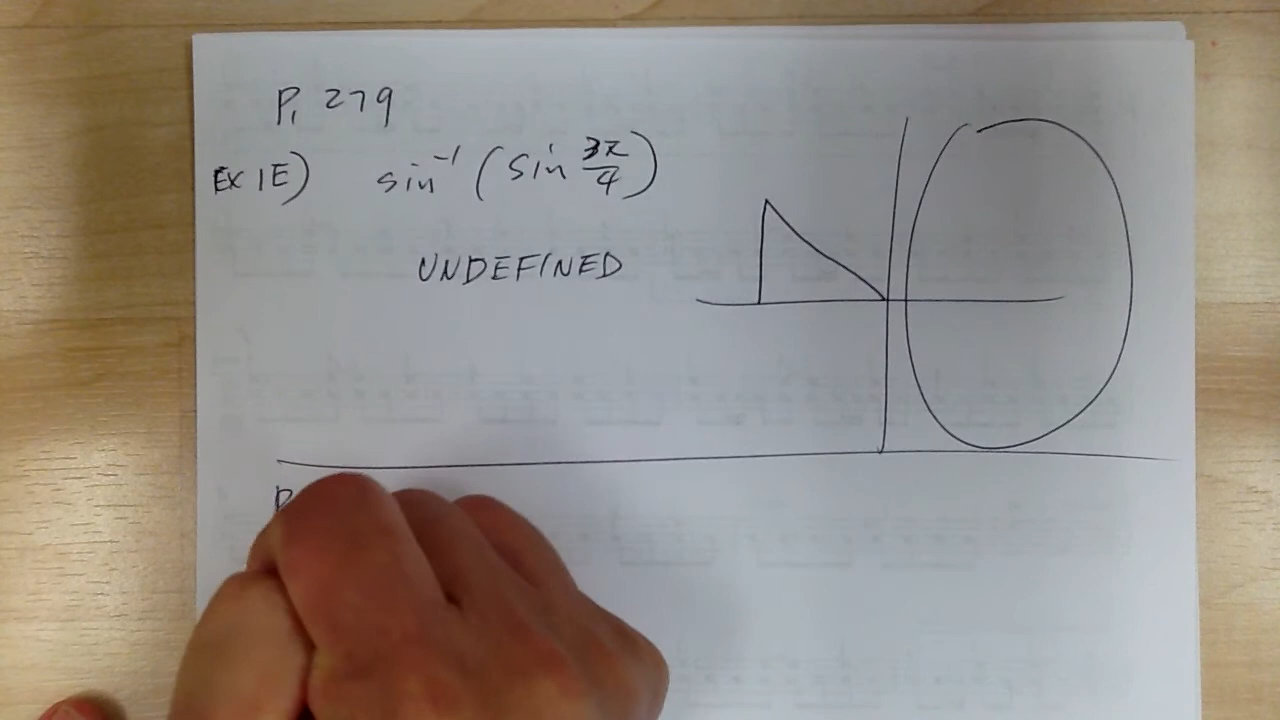 P. 279
EX 1E) sin⁻¹ (sin 3π/4)
UNDEFINED
P